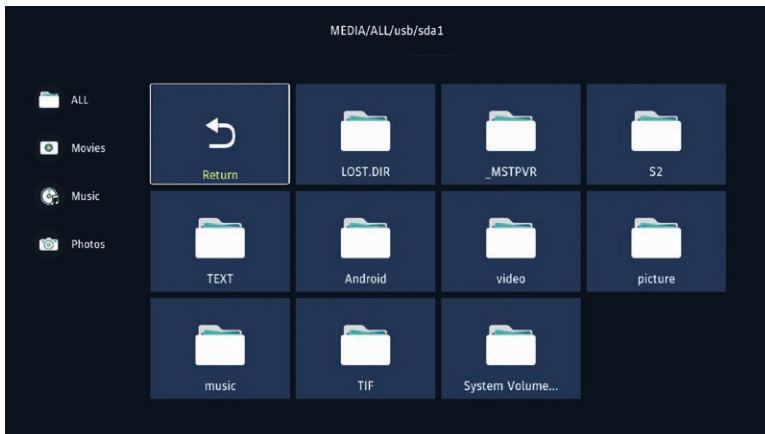 MEDIA/ALL/usb/sda1
ALL
Movies
Music
Photos
Return
LOST.DIR
_MSTPVR
S2
TEXT
Android
video
picture
music
TIF
System Volume...